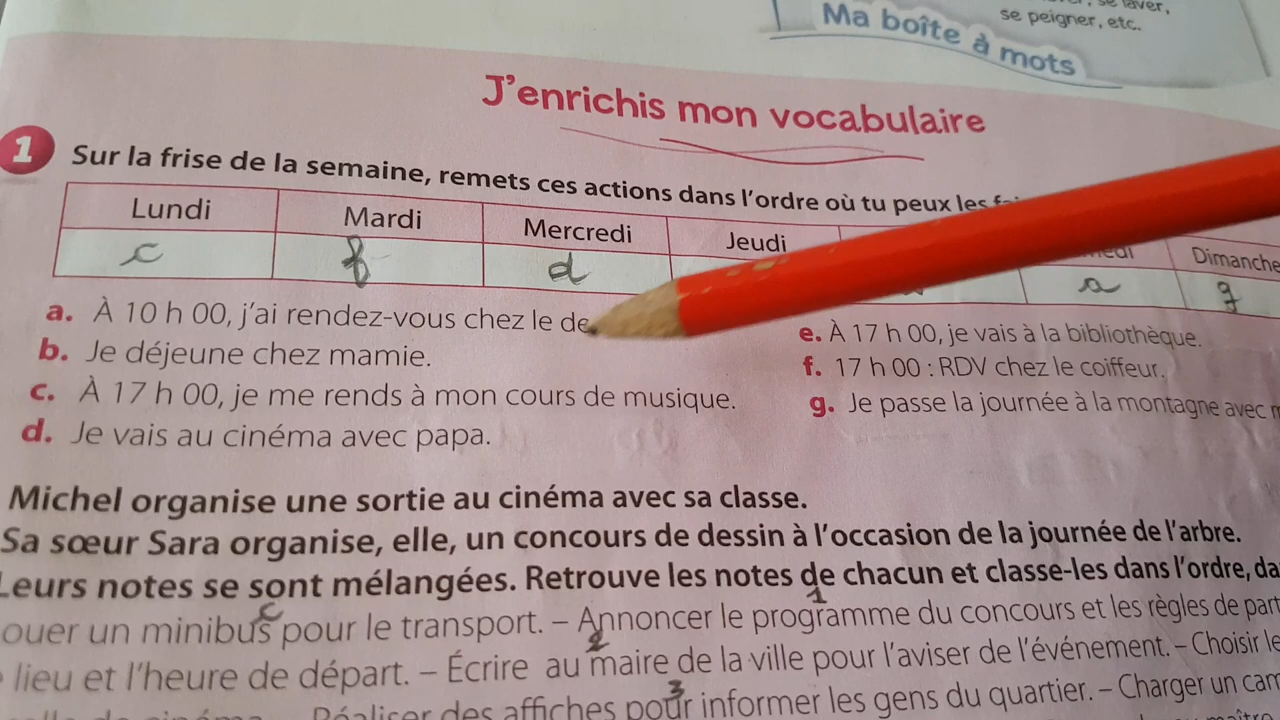 se laver,
se peigner, etc.
Ma boîte à mots
J'enrichis mon vocabulaire
1 Sur la frise de la semaine, remets ces actions dans l'ordre où tu peux les
Lundi Mardi Mercredi Jeudi Dimanche
c f d a g
a. À 10 h 00, j'ai rendez-vous chez le
b. Je déjeune chez mamie.
c. À 17 h 00, je me rends à mon cours de musique.
d. Je vais au cinéma avec papa.
e. À 17 h 00, je vais à la bibliothèque.
f. 17 h 00 : RDV chez le coiffeur.
g. Je passe la journée à la montagne avec
Michel organise une sortie au cinéma avec sa classe.
Sa sœur Sara organise, elle, un concours de dessin à l'occasion de la journée de l'arbre.
Leurs notes se sont mélangées. Retrouve les notes de chacun et classe-les dans l'ordre,
c 1
un minibus pour le transport. – Annoncer le programme du concours et les règles de
2
lieu et l'heure de départ. – Écrire au maire de la ville pour l'aviser de l'événement. – Choisir
3
Réaliser des affiches pour informer les gens du quartier. – Charger un